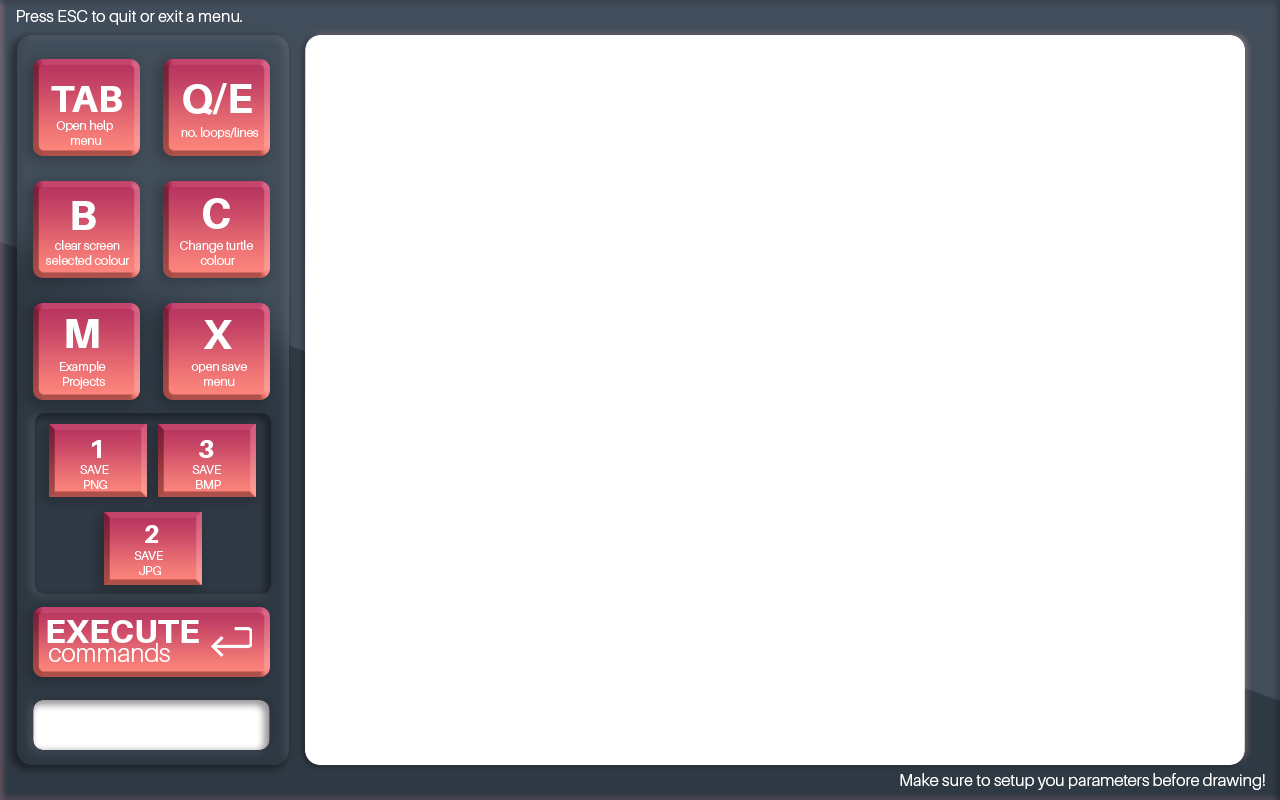 Press ESC to quit or exit a menu.
TAB
Open help
menu
Q/E
no. loops/lines
B
clear screen
selected colour
C
Change turtle
colour
M
Example
Projects
X
open save
menu
1
SAVE
PNG
3
SAVE
BMP
2
SAVE
JPG
EXECUTE
commands
Make sure to setup you parameters before drawing!